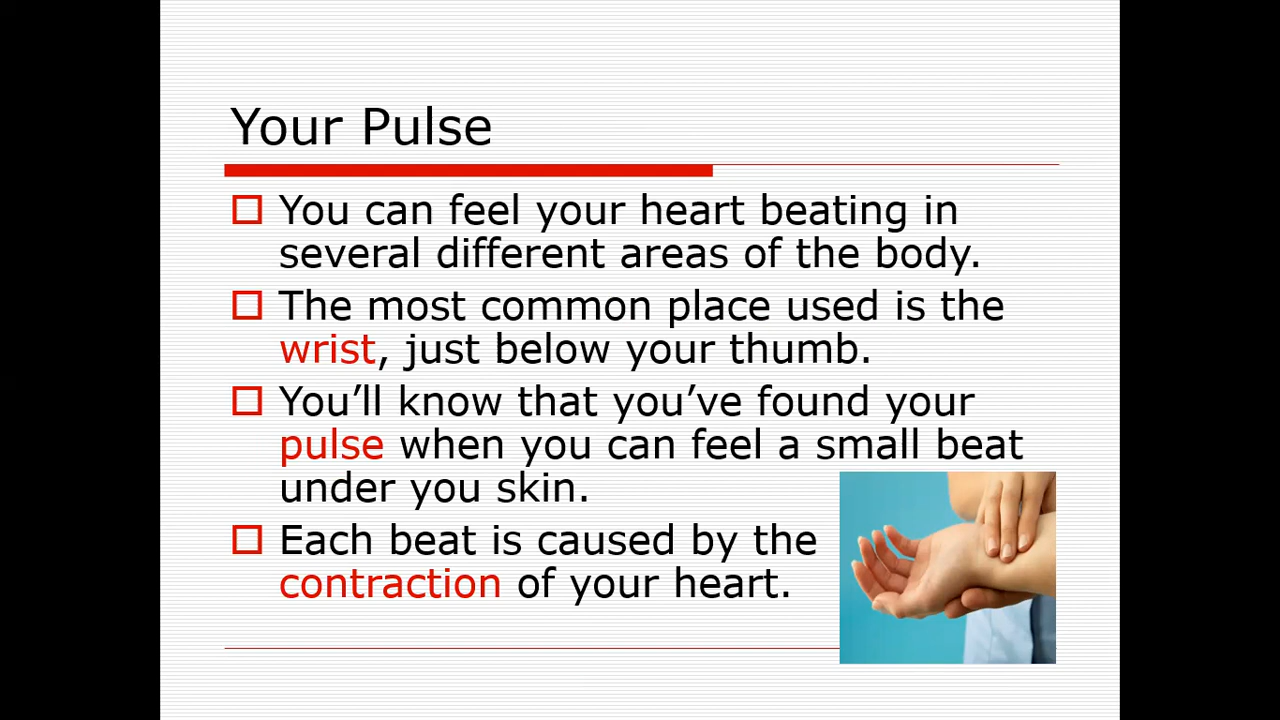 Your Pulse
You can feel your heart beating in
several different areas of the body.
The most common place used is the
wrist, just below your thumb.
You’ll know that you’ve found your
pulse when you can feel a small beat
under you skin.
Each beat is caused by the
contraction of your heart.